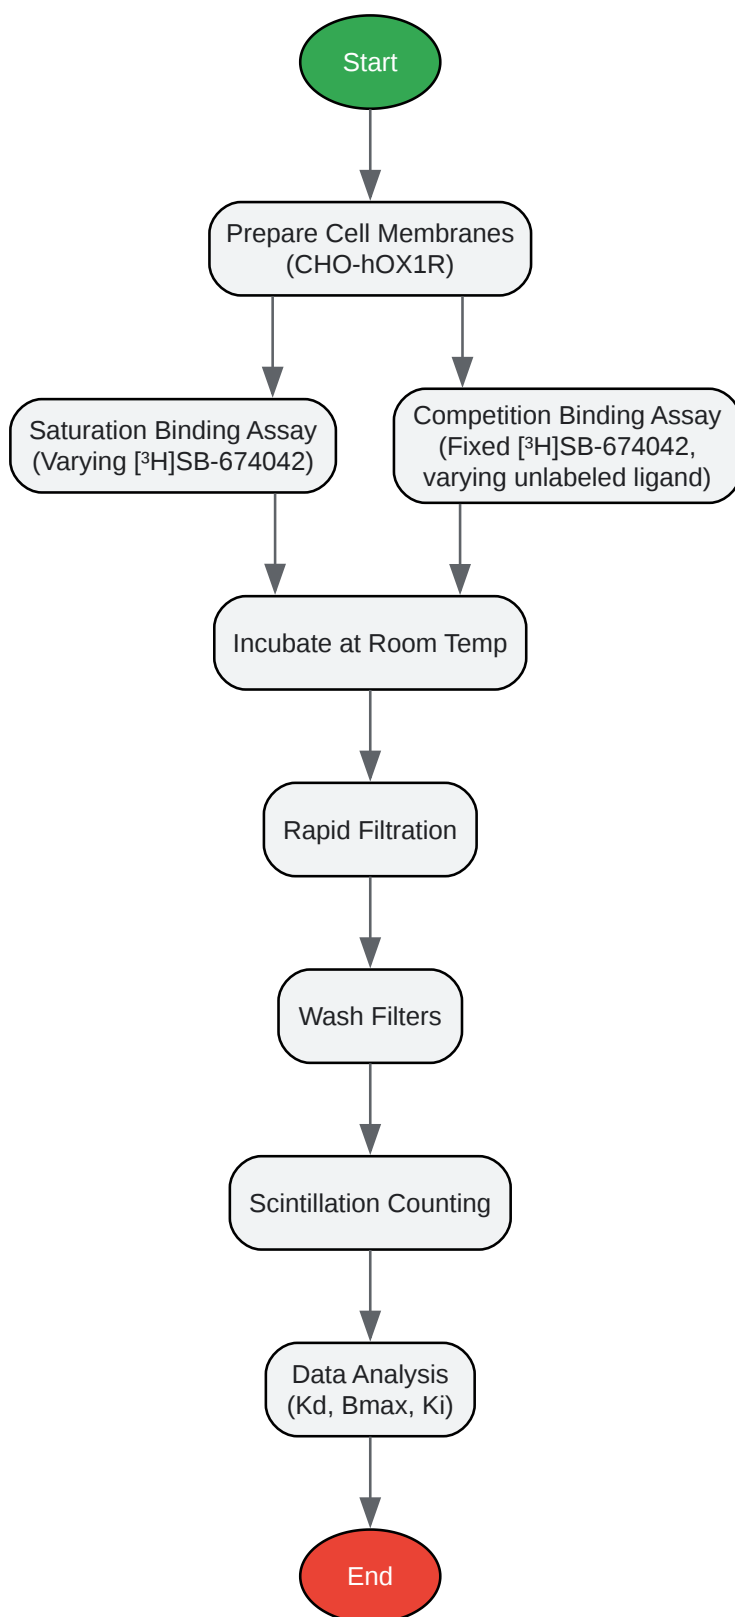 Start
Prepare Cell Membranes
(CHO-hOX1R)
Saturation Binding Assay
(Varying [³H]SB-674042)
Competition Binding Assay
(Fixed [³H]SB-674042,
varying unlabeled ligand)
Incubate at Room Temp
Rapid Filtration
Wash Filters
Scintillation Counting
Data Analysis
(Kd, Bmax, Ki)
End